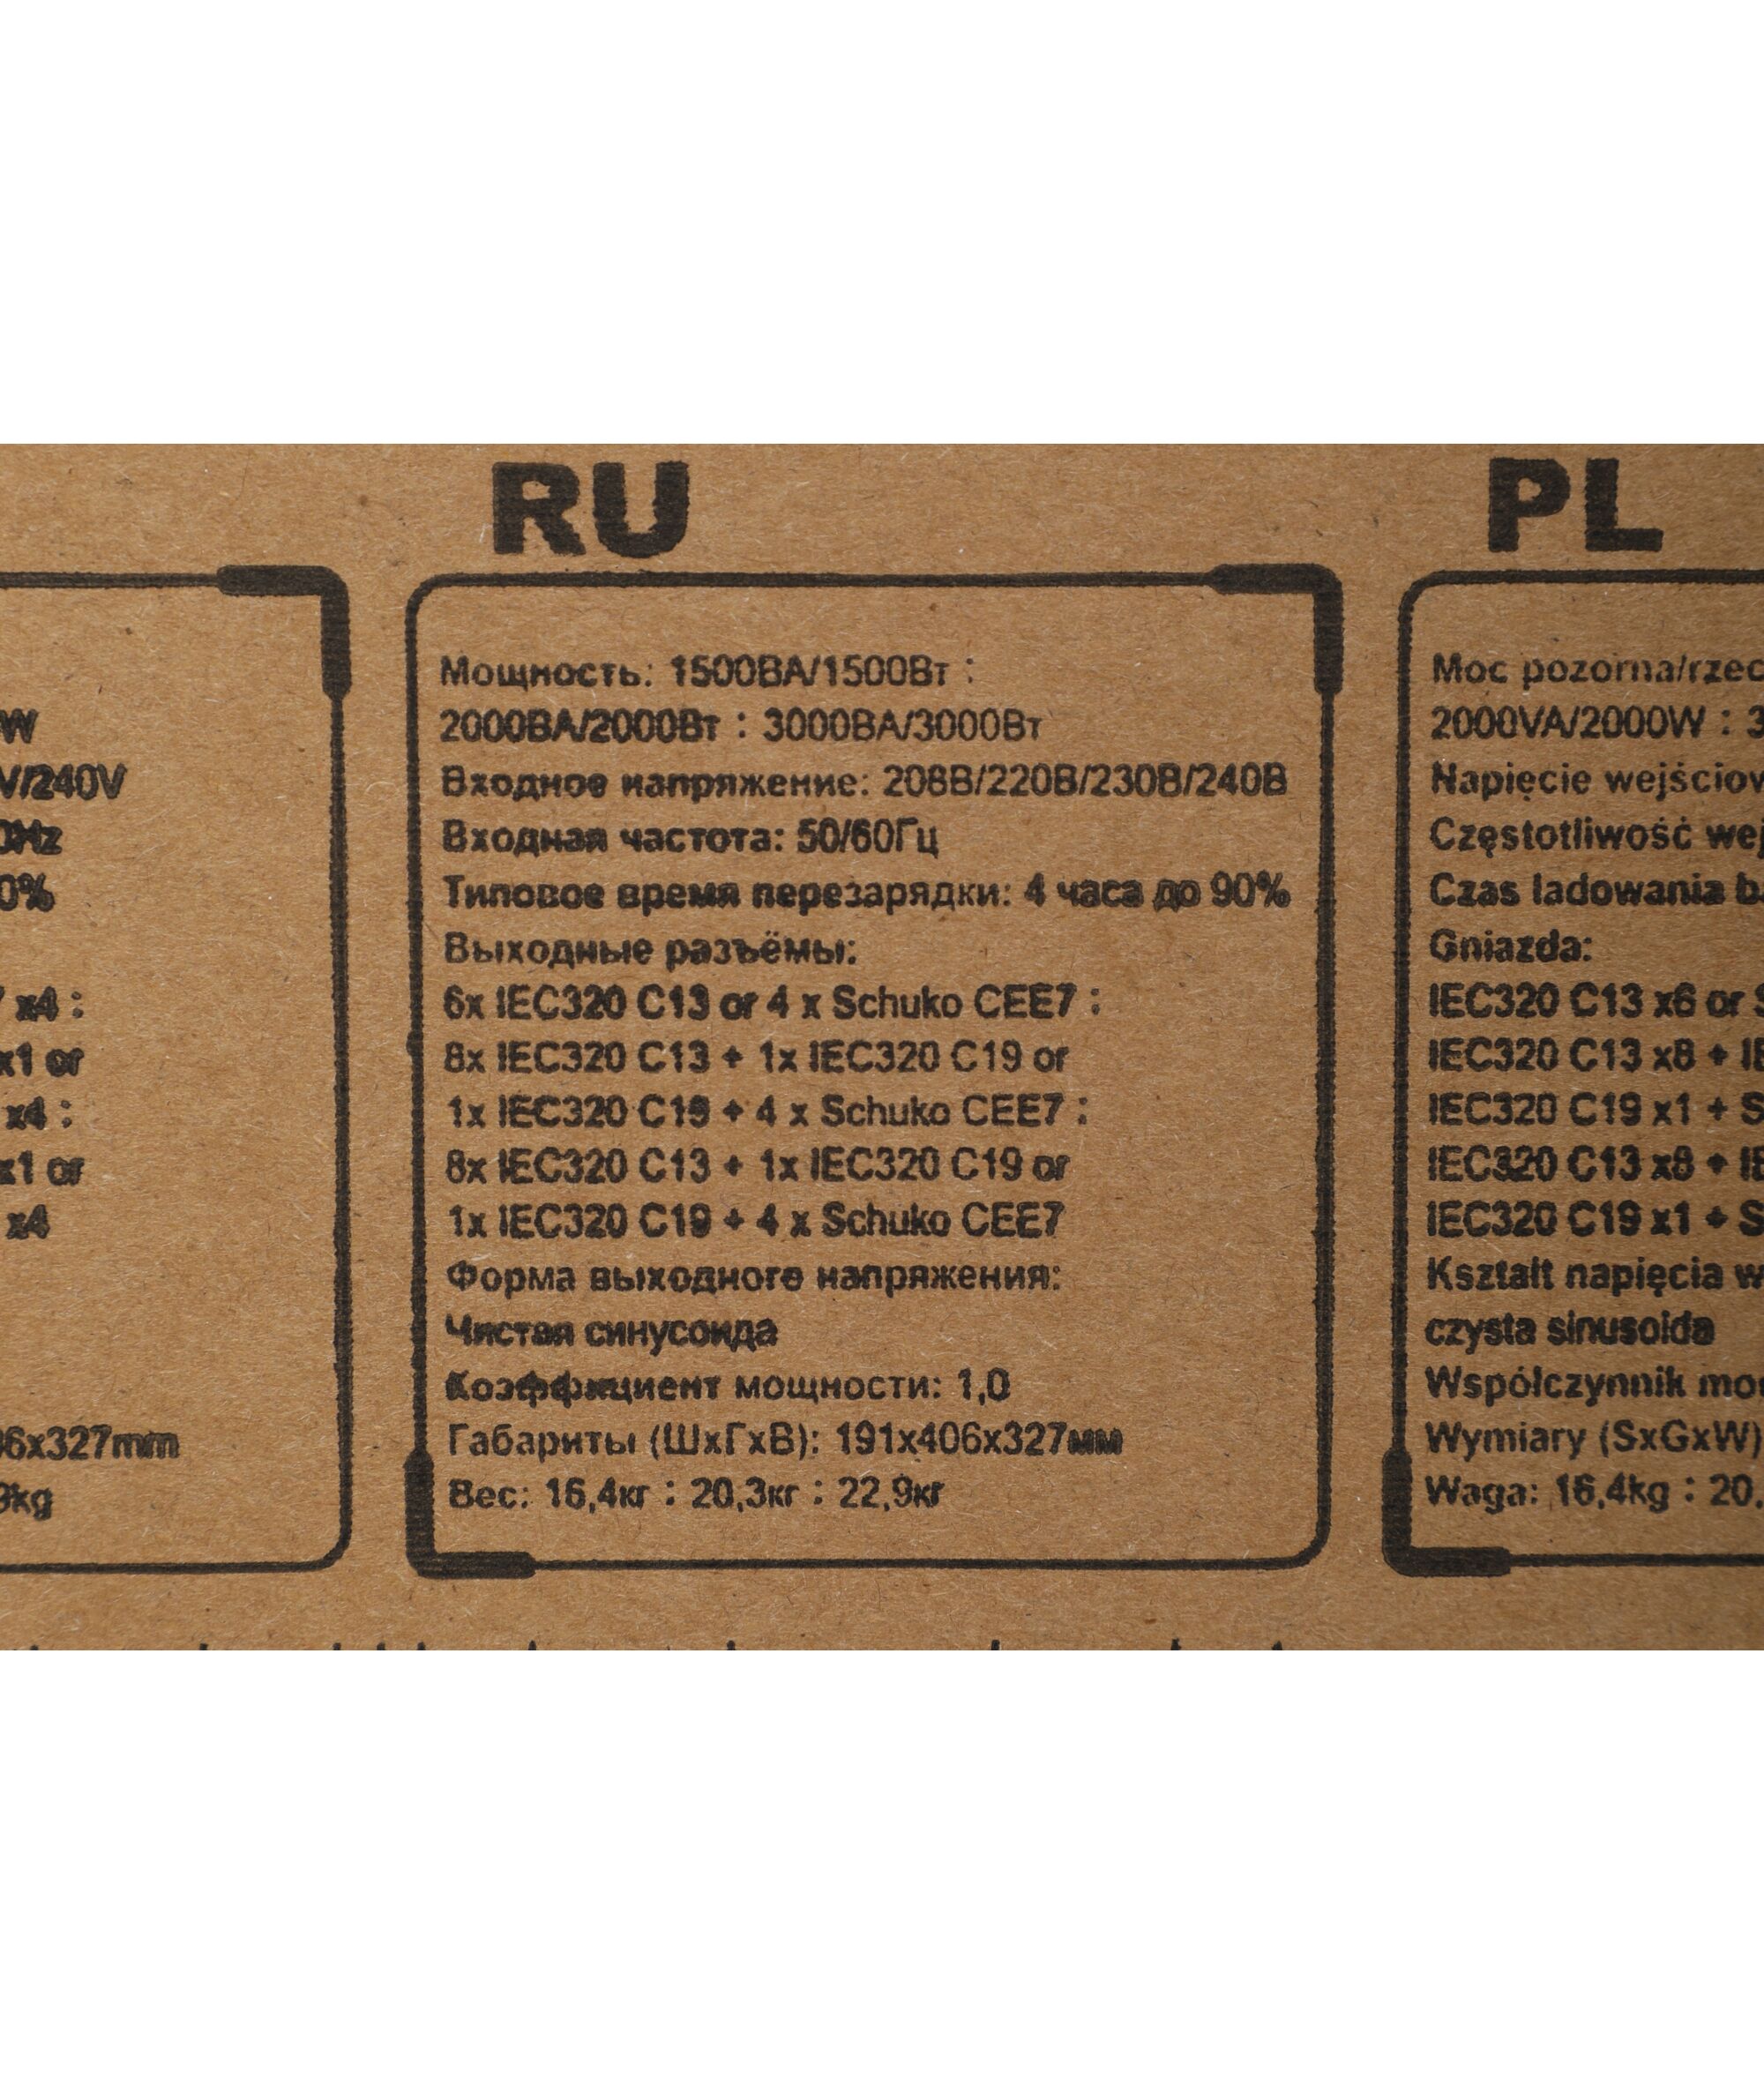 RU
PL
W
V/240V
0Hz
0%
x4 :
x1 or
x4 :
x1 or
x4
6x327mm
9kg
Мощность: 1500ВА/1500Вт :
2000ВА/2000Вт : 3000ВА/3000Вт
Входное напряжение: 208В/220В/230В/240В
Входная частота: 50/60Гц
Типовое время перезарядки: 4 часа до 90%
Выходные разъёмы:
6x IEC320 C13 or 4 x Schuko CEE7 :
8x IEC320 C13 + 1x IEC320 C19 or
1x IEC320 C19 + 4 x Schuko CEE7 :
8x IEC320 C13 + 1x IEC320 C19 or
1x IEC320 C19 + 4 x Schuko CEE7
Форма выходного напряжения:
Чистая синусоида
Коэффициент мощности: 1,0
Габариты (ШхГхВ): 191x406x327мм
Вес: 16,4кг : 20,3кг : 22,9кг
Moc pozorna/rzec
2000VA/2000W : 3
Napięcie wejściow
Częstotliwość wej
Czas ladowania b
Gniazda:
IEC320 C13 x6 or S
IEC320 C13 x8 + IE
IEC320 C19 x1 + S
IEC320 C13 x8 + IE
IEC320 C19 x1 + S
Kształt napięcia w
czysta sinusoida
Współczynnik mo
Wymiary (SxGxW)
Waga: 16,4kg : 20,